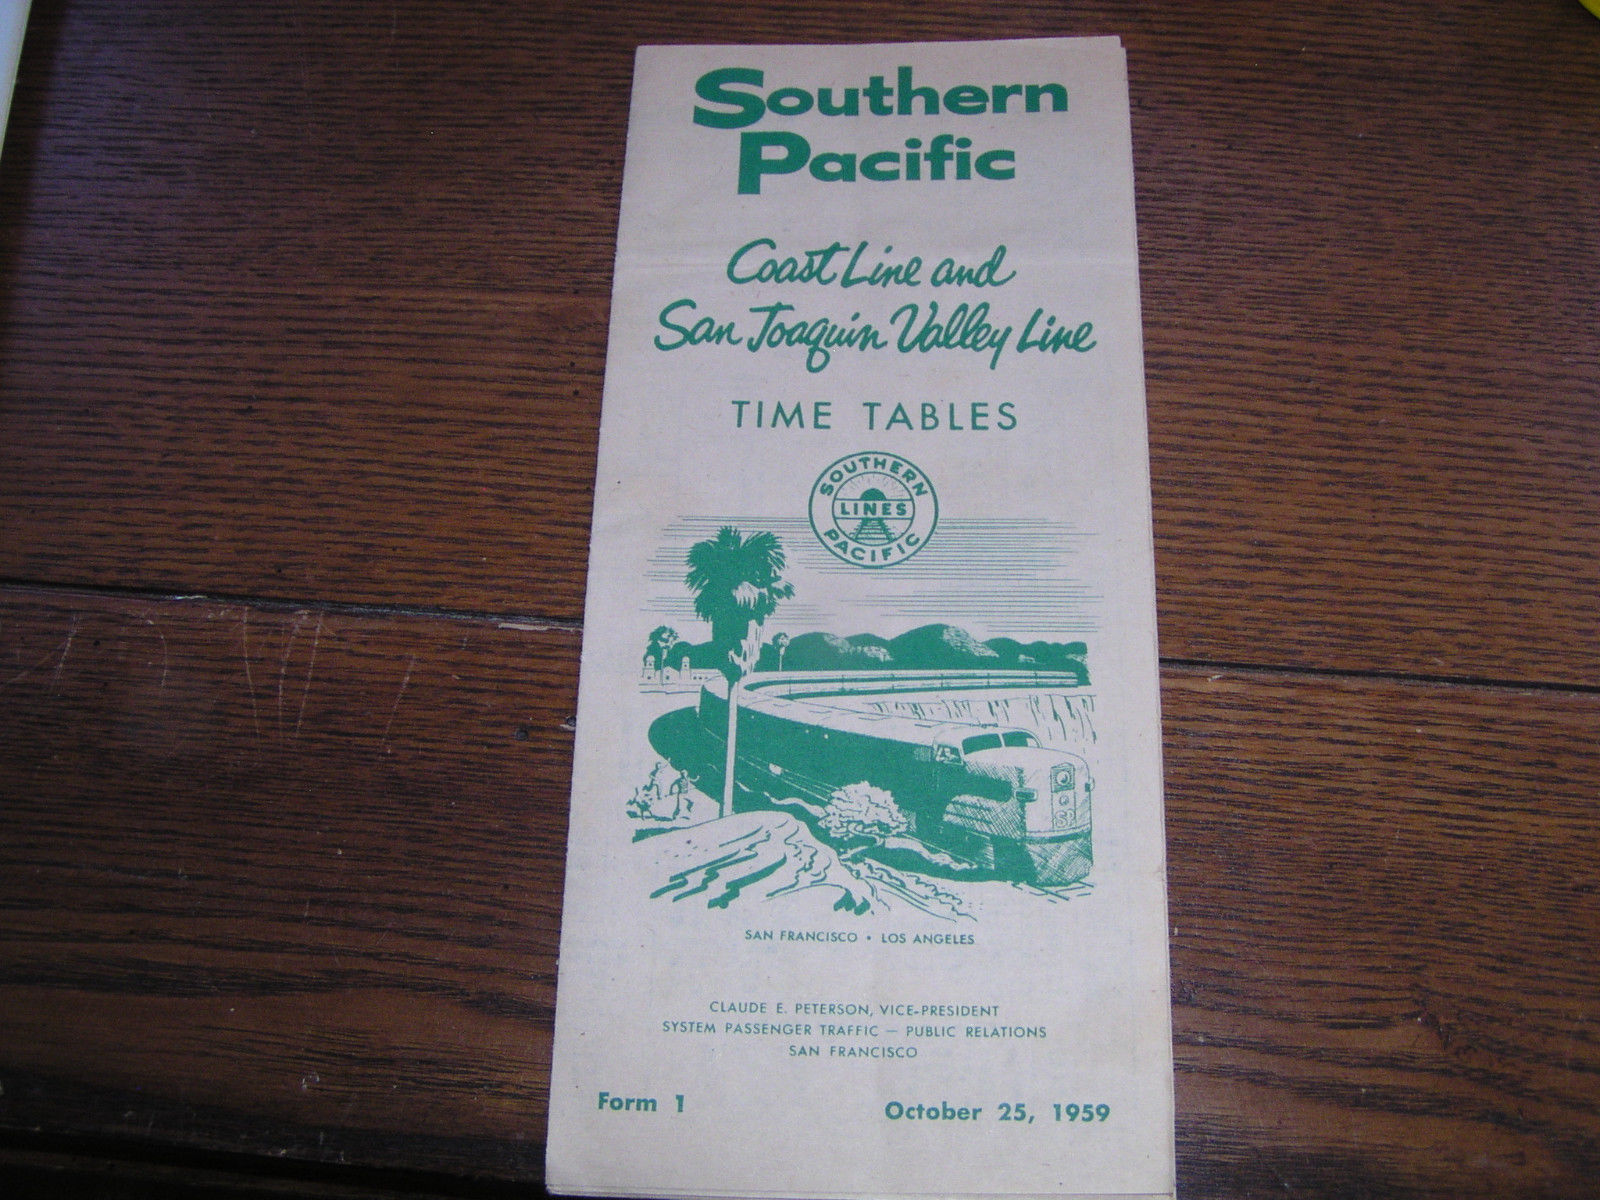 Southern
Pacific
Coast Line and
San Joaquin Valley Line
TIME TABLES
SOUTHERN
LINES
PACIFIC
SP
SAN FRANCISCO • LOS ANGELES
CLAUDE E. PETERSON, VICE-PRESIDENT
SYSTEM PASSENGER TRAFFIC — PUBLIC RELATIONS
SAN FRANCISCO
Form 1
October 25, 1959